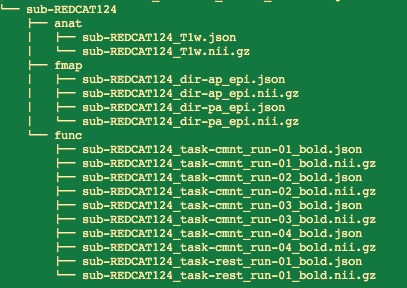 └── sub-REDCAT124
    ├── anat
    │   ├── sub-REDCAT124_T1w.json
    │   └── sub-REDCAT124_T1w.nii.gz
    ├── fmap
    │   ├── sub-REDCAT124_dir-ap_epi.json
    │   ├── sub-REDCAT124_dir-ap_epi.nii.gz
    │   ├── sub-REDCAT124_dir-pa_epi.json
    │   └── sub-REDCAT124_dir-pa_epi.nii.gz
    └── func
        ├── sub-REDCAT124_task-cmnt_run-01_bold.json
        ├── sub-REDCAT124_task-cmnt_run-01_bold.nii.gz
        ├── sub-REDCAT124_task-cmnt_run-02_bold.json
        ├── sub-REDCAT124_task-cmnt_run-02_bold.nii.gz
        ├── sub-REDCAT124_task-cmnt_run-03_bold.json
        ├── sub-REDCAT124_task-cmnt_run-03_bold.nii.gz
        ├── sub-REDCAT124_task-cmnt_run-04_bold.json
        ├── sub-REDCAT124_task-cmnt_run-04_bold.nii.gz
        ├── sub-REDCAT124_task-rest_run-01_bold.json
        └── sub-REDCAT124_task-rest_run-01_bold.nii.gz